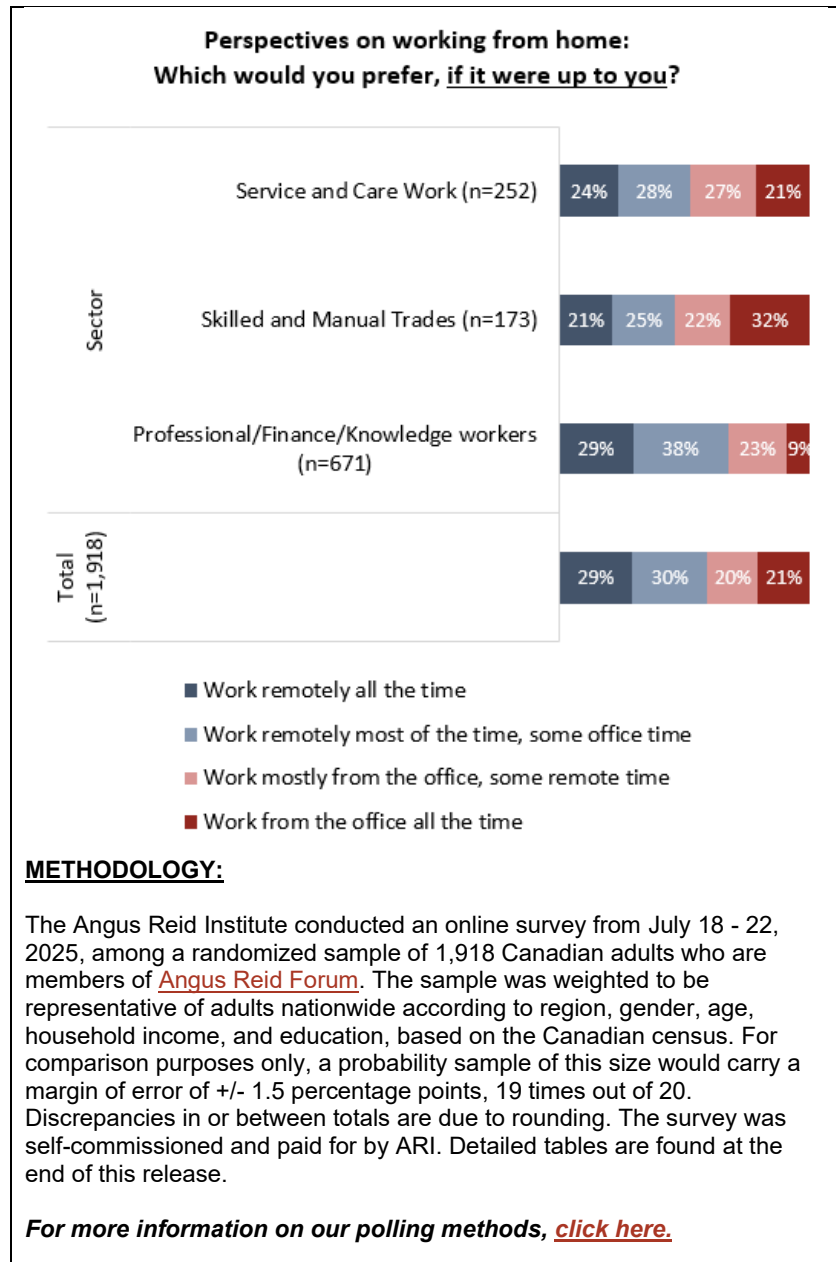 Perspectives on working from home:
Which would you prefer, if it were up to you?
Sector
Service and Care Work (n=252)
24% 28% 27% 21%
Skilled and Manual Trades (n=173)
21% 25% 22% 32%
Professional/Finance/Knowledge workers
(n=671)
29% 38% 23% 9%
Total
(n=1,918)
29% 30% 20% 21%
Work remotely all the time
Work remotely most of the time, some office time
Work mostly from the office, some remote time
Work from the office all the time
METHODOLOGY:
The Angus Reid Institute conducted an online survey from July 18 - 22,
2025, among a randomized sample of 1,918 Canadian adults who are
members of Angus Reid Forum. The sample was weighted to be
representative of adults nationwide according to region, gender, age,
household income, and education, based on the Canadian census. For
comparison purposes only, a probability sample of this size would carry a
margin of error of +/- 1.5 percentage points, 19 times out of 20.
Discrepancies in or between totals are due to rounding. The survey was
self-commissioned and paid for by ARI. Detailed tables are found at the
end of this release.
For more information on our polling methods, click here.